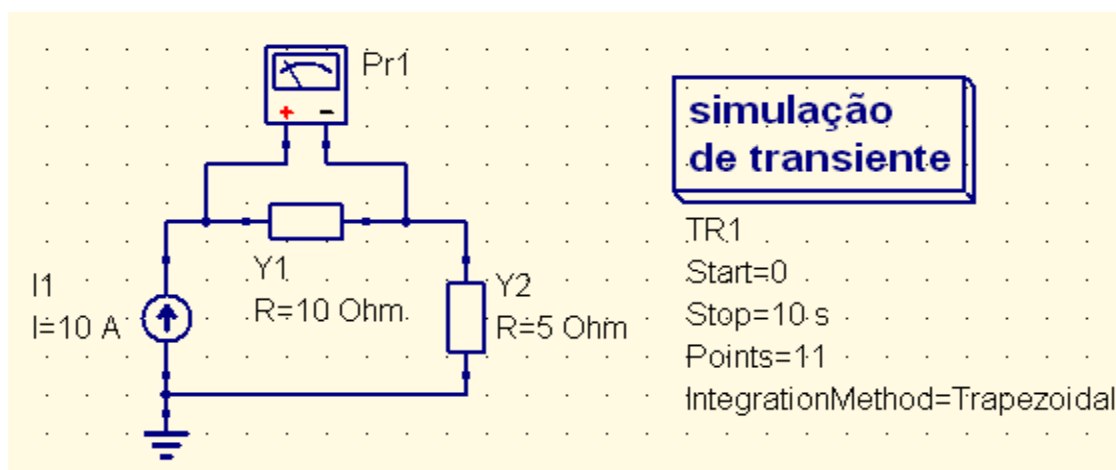 Pr1
+ -
simulação
de transiente
Y1
R=10 Ohm
I1
I=10 A
Y2
R=5 Ohm
TR1
Start=0
Stop=10 s
Points=11
IntegrationMethod=Trapezoidal